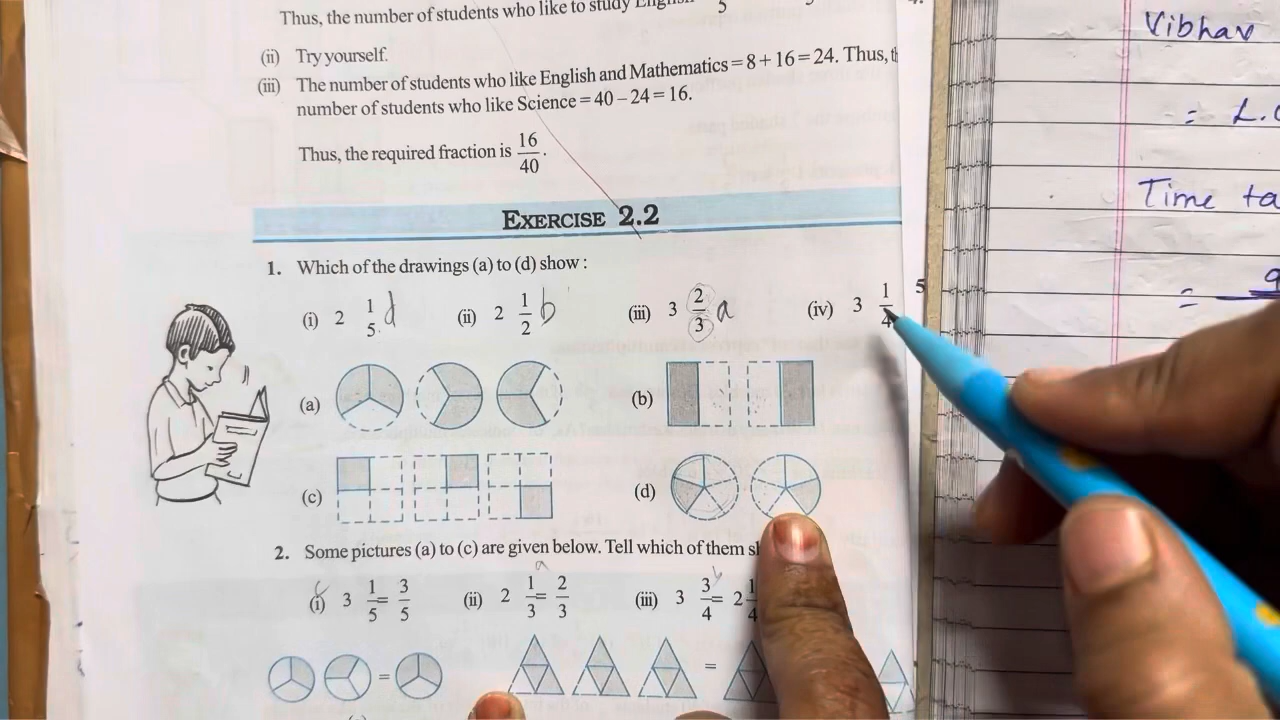 Thus, the number of students who like to study English 5
(ii) Try yourself.
(iii) The number of students who like English and Mathematics = 8 + 16 = 24. Thus, t
number of students who like Science = 40 – 24 = 16.
Thus, the required fraction is 16/40.
EXERCISE 2.2
1. Which of the drawings (a) to (d) show :
(i) 2 1/5 d (ii) 2 1/2 b (iii) 3 2/3 a (iv) 3 1/4
(a) (b)
(c) (d)
2. Some pictures (a) to (c) are given below. Tell which of them
(i) 3 1/5 = 3/5 (ii) 2 1/3 = 2/3 a (iii) 3 3/4 = 2 1/4 b
= =
5
Vibhav
= L.C
Time ta
= 9